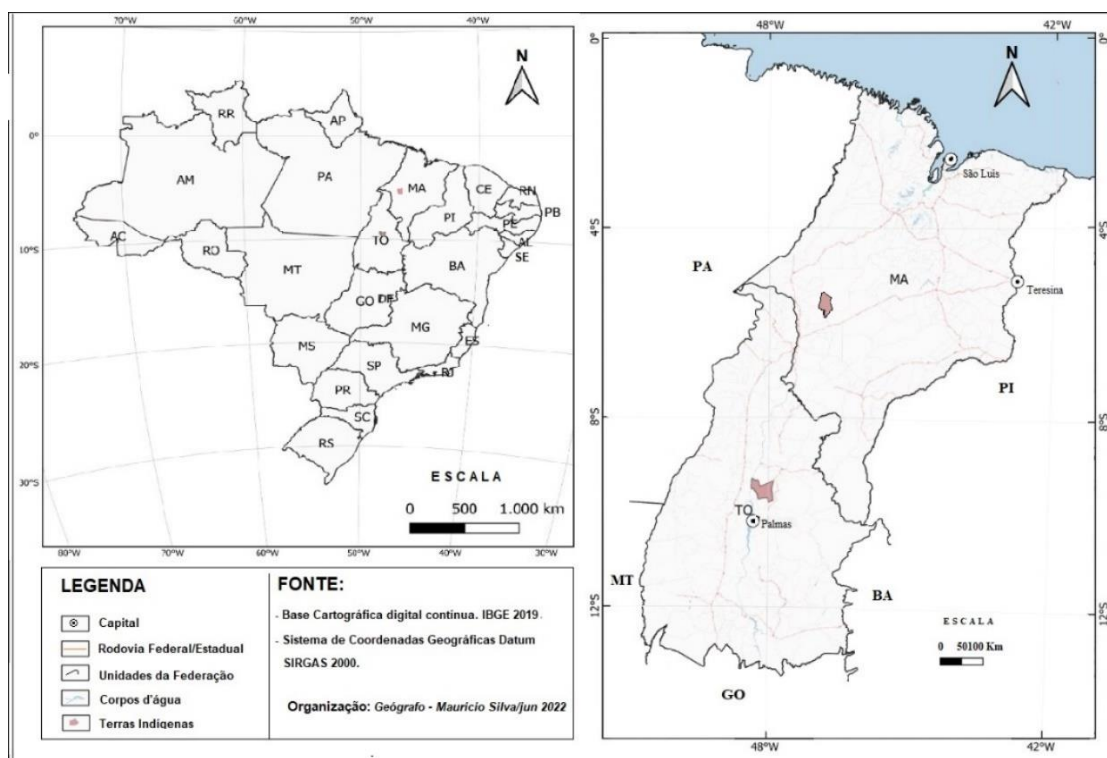 70°W 60°W 50°W 40°W
N
0°
10°S
20°S
30°S
RR
AP
AM
PA
MA
CE
RN
PB
PI
PE
AL
SE
AC
RO
TO
MT
BA
GO
DF
MG
ES
MS
SP
RJ
PR
SC
RS
ESCALA
0 500 1.000 km
80°W 70°W 60°W 50°W 40°W 30°W
LEGENDA
Capital
Rodovia Federal/Estadual
Unidades da Federação
Corpos d'água
Terras Indígenas
FONTE:
- Base Cartográfica digital contínua. IBGE 2019.
- Sistema de Coordenadas Geográficas Datum
SIRGAS 2000.
Organização: Geógrafo - Mauricio Silva/jun 2022
48°W 42°W
0° 0°
N
São Luis
4°S 4°S
PA
MA
Teresina
PI
8°S 8°S
TO
Palmas
MT
BA
12°S 12°S
ESCALA
0 50100 Km
GO
48°W 42°W